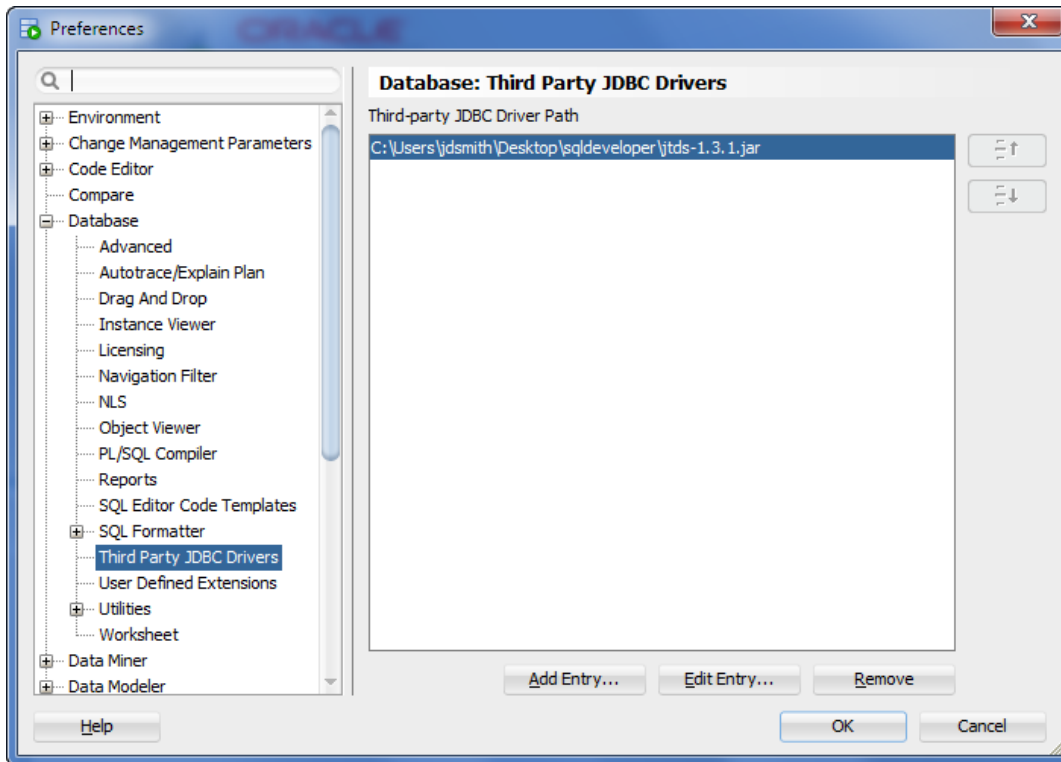 Preferences
ORACLE
Database: Third Party JDBC Drivers
Third-party JDBC Driver Path
C:\Users\jdsmith\Desktop\sqldeveloper\jtds-1.3.1.jar
Environment
Change Management Parameters
Code Editor
Compare
Database
Advanced
Autotrace/Explain Plan
Drag And Drop
Instance Viewer
Licensing
Navigation Filter
NLS
Object Viewer
PL/SQL Compiler
Reports
SQL Editor Code Templates
SQL Formatter
Third Party JDBC Drivers
User Defined Extensions
Utilities
Worksheet
Data Miner
Data Modeler
Add Entry...
Edit Entry...
Remove
Help
OK
Cancel